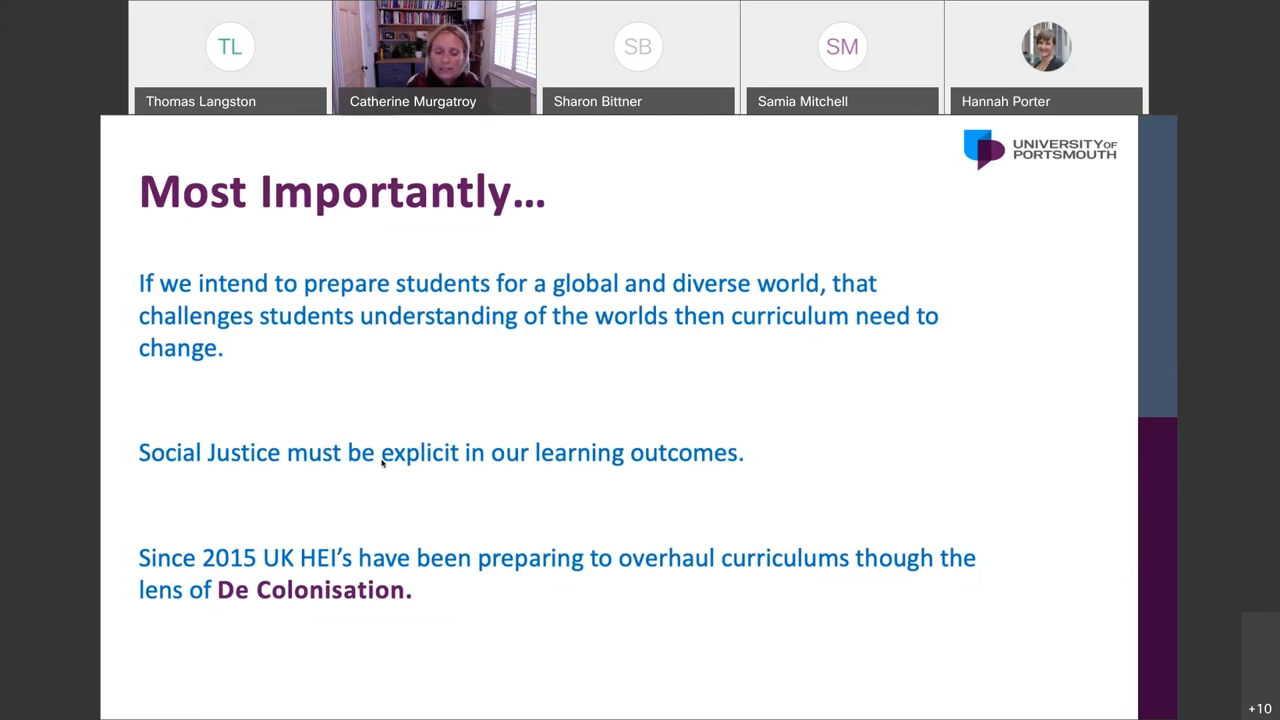 TL
SB
SM
Thomas Langston
Catherine Murgatroy
Sharon Bittner
Samia Mitchell
Hannah Porter
UNIVERSITY OF
PORTSMOUTH
Most Importantly...
If we intend to prepare students for a global and diverse world, that
challenges students understanding of the worlds then curriculum need to
change.
Social Justice must be explicit in our learning outcomes.
Since 2015 UK HEI's have been preparing to overhaul curriculums though the
lens of De Colonisation.
+10